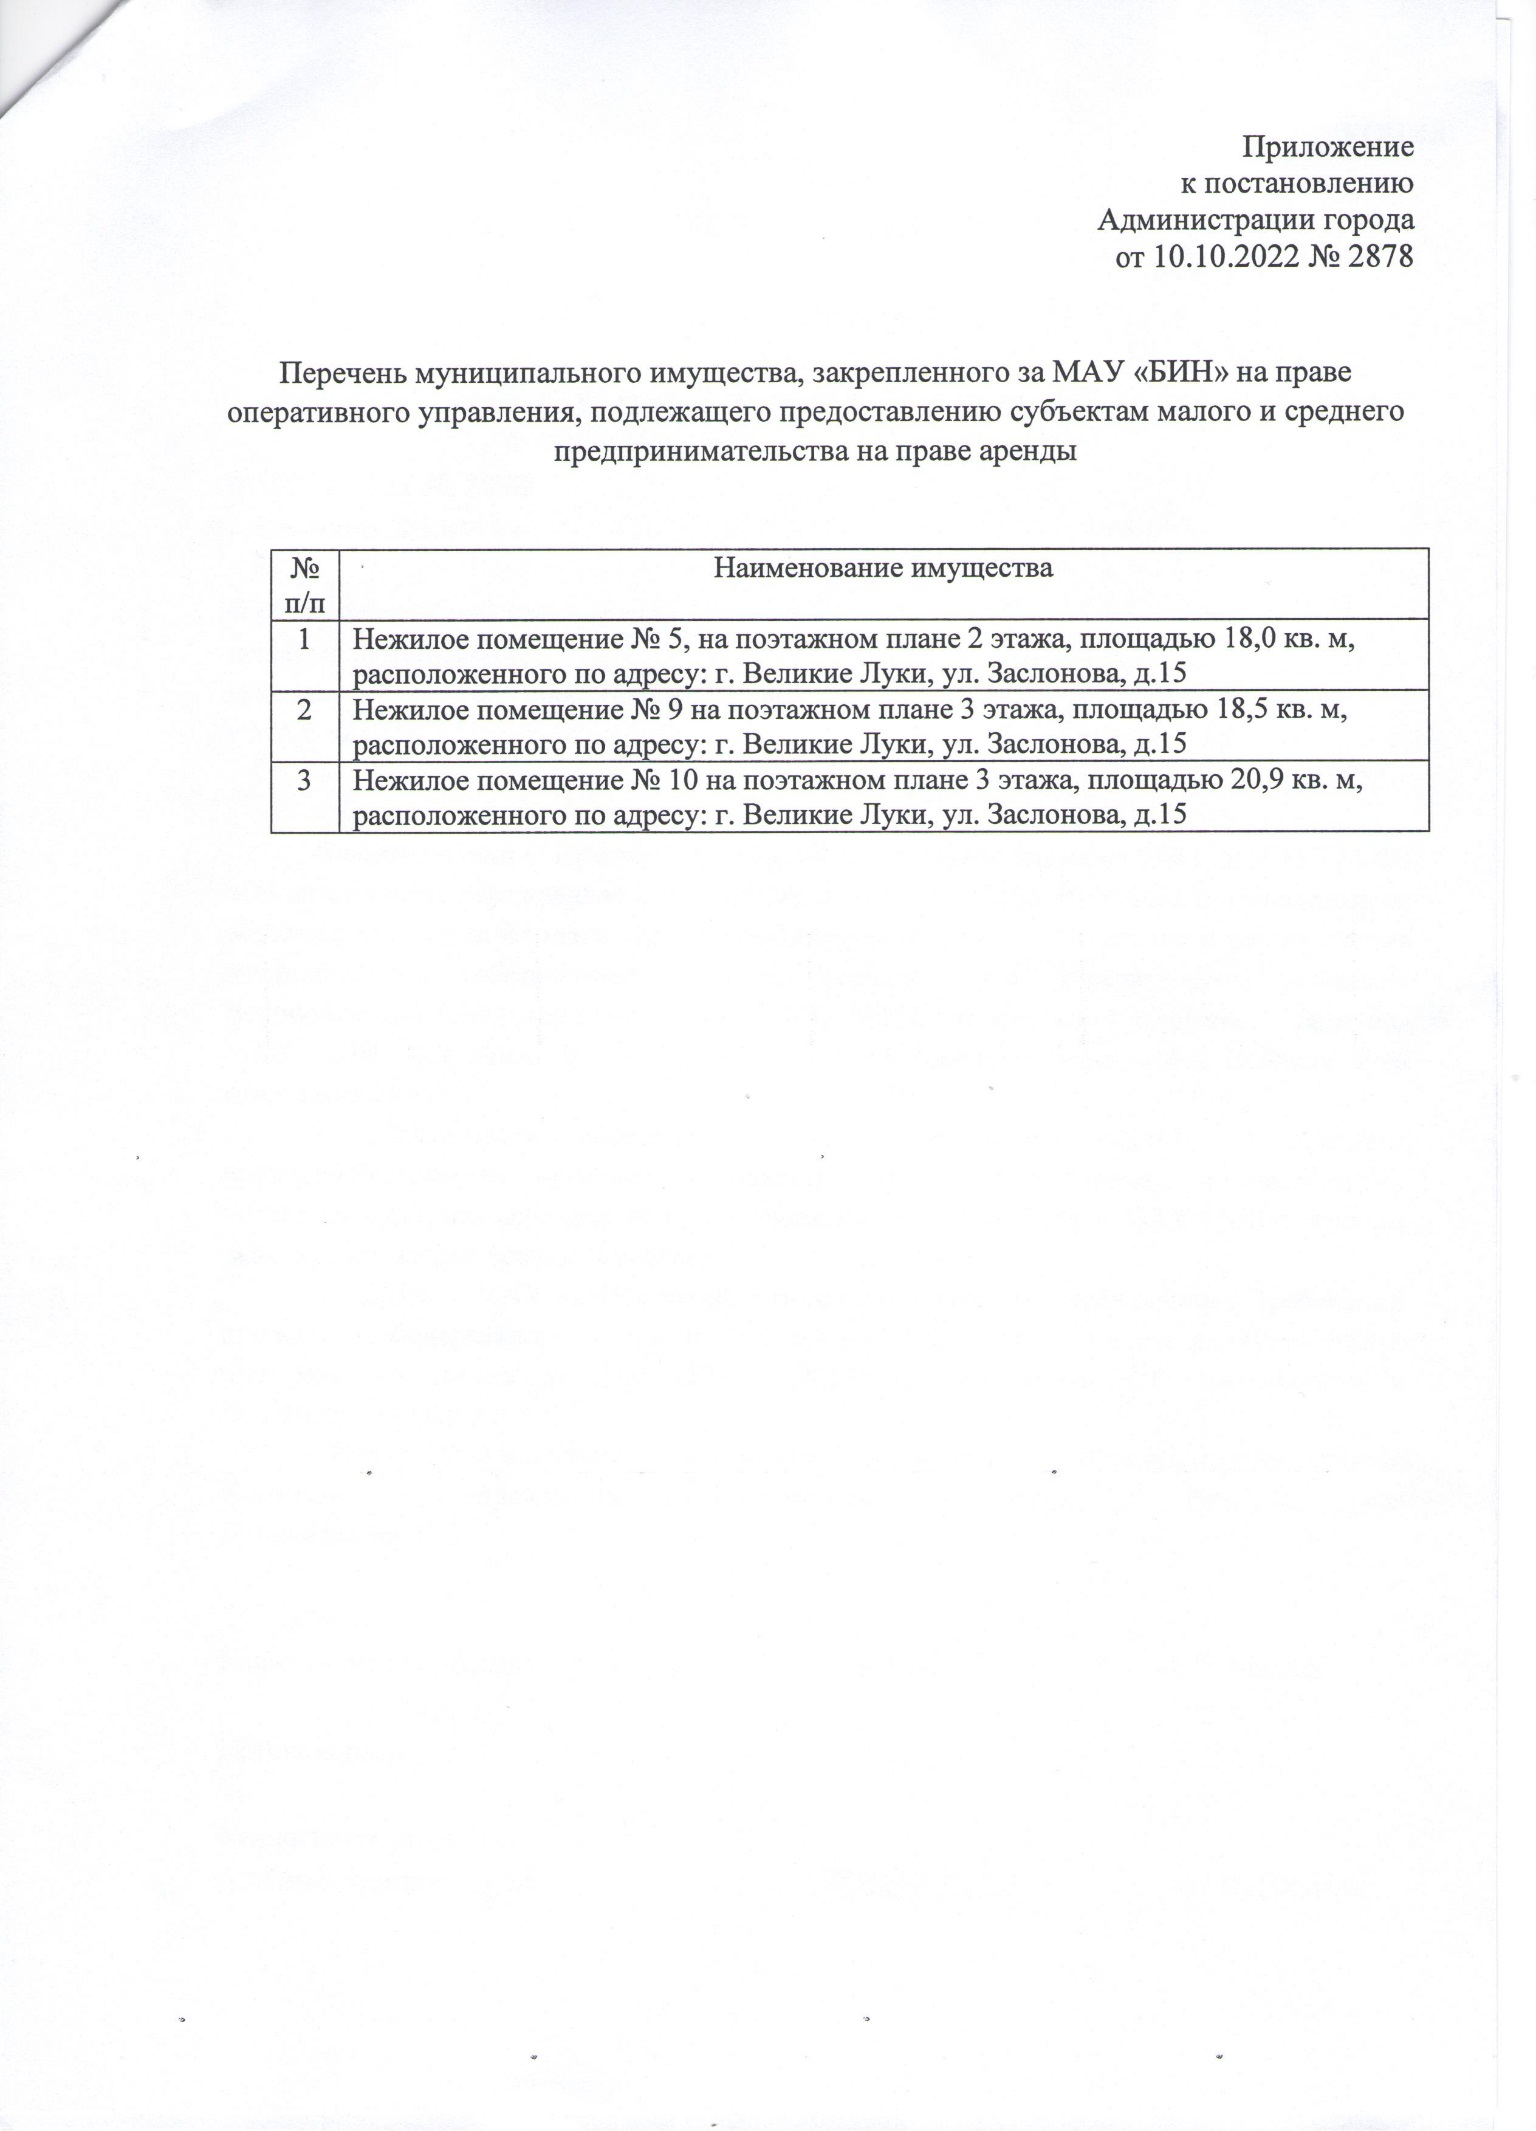 Приложение
к постановлению
Администрации города
от 10.10.2022 № 2878
Перечень муниципального имущества, закрепленного за МАУ «БИН» на праве
оперативного управления, подлежащего предоставлению субъектам малого и среднего
предпринимательства на праве аренды
№
п/п
Наименование имущества
1
Нежилое помещение № 5, на поэтажном плане 2 этажа, площадью 18,0 кв. м,
расположенного по адресу: г. Великие Луки, ул. Заслонова, д.15
2
Нежилое помещение № 9 на поэтажном плане 3 этажа, площадью 18,5 кв. м,
расположенного по адресу: г. Великие Луки, ул. Заслонова, д.15
3
Нежилое помещение № 10 на поэтажном плане 3 этажа, площадью 20,9 кв. м,
расположенного по адресу: г. Великие Луки, ул. Заслонова, д.15